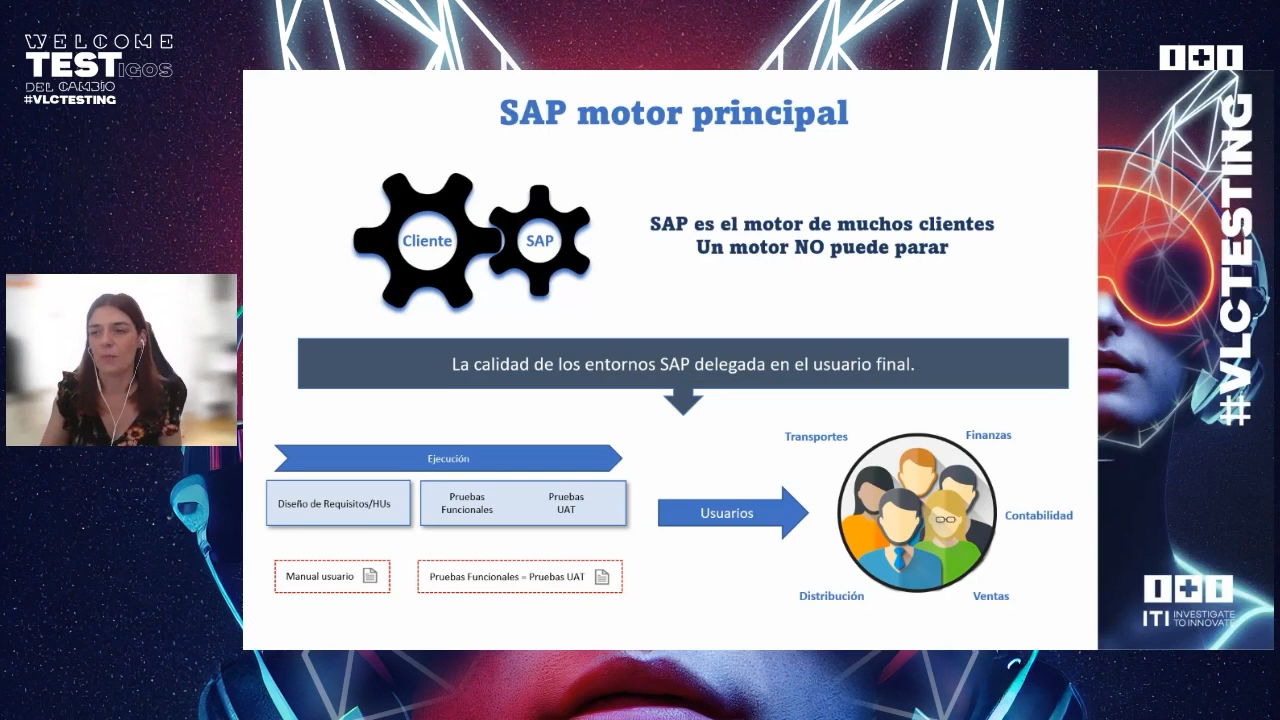 WELCOME
TESTIGOS
DEL CAMBIO
#VLCTESTING
SAP motor principal
Cliente
SAP
SAP es el motor de muchos clientes
Un motor NO puede parar
La calidad de los entornos SAP delegada en el usuario final.
Ejecución
Diseño de Requisitos/HUs
Pruebas
Funcionales
Pruebas
UAT
Manual usuario
Pruebas Funcionales = Pruebas UAT
Usuarios
Transportes
Finanzas
Contabilidad
Distribución
Ventas
#VLCTESTING
ITI
INVESTIGATE
TO INNOVATE